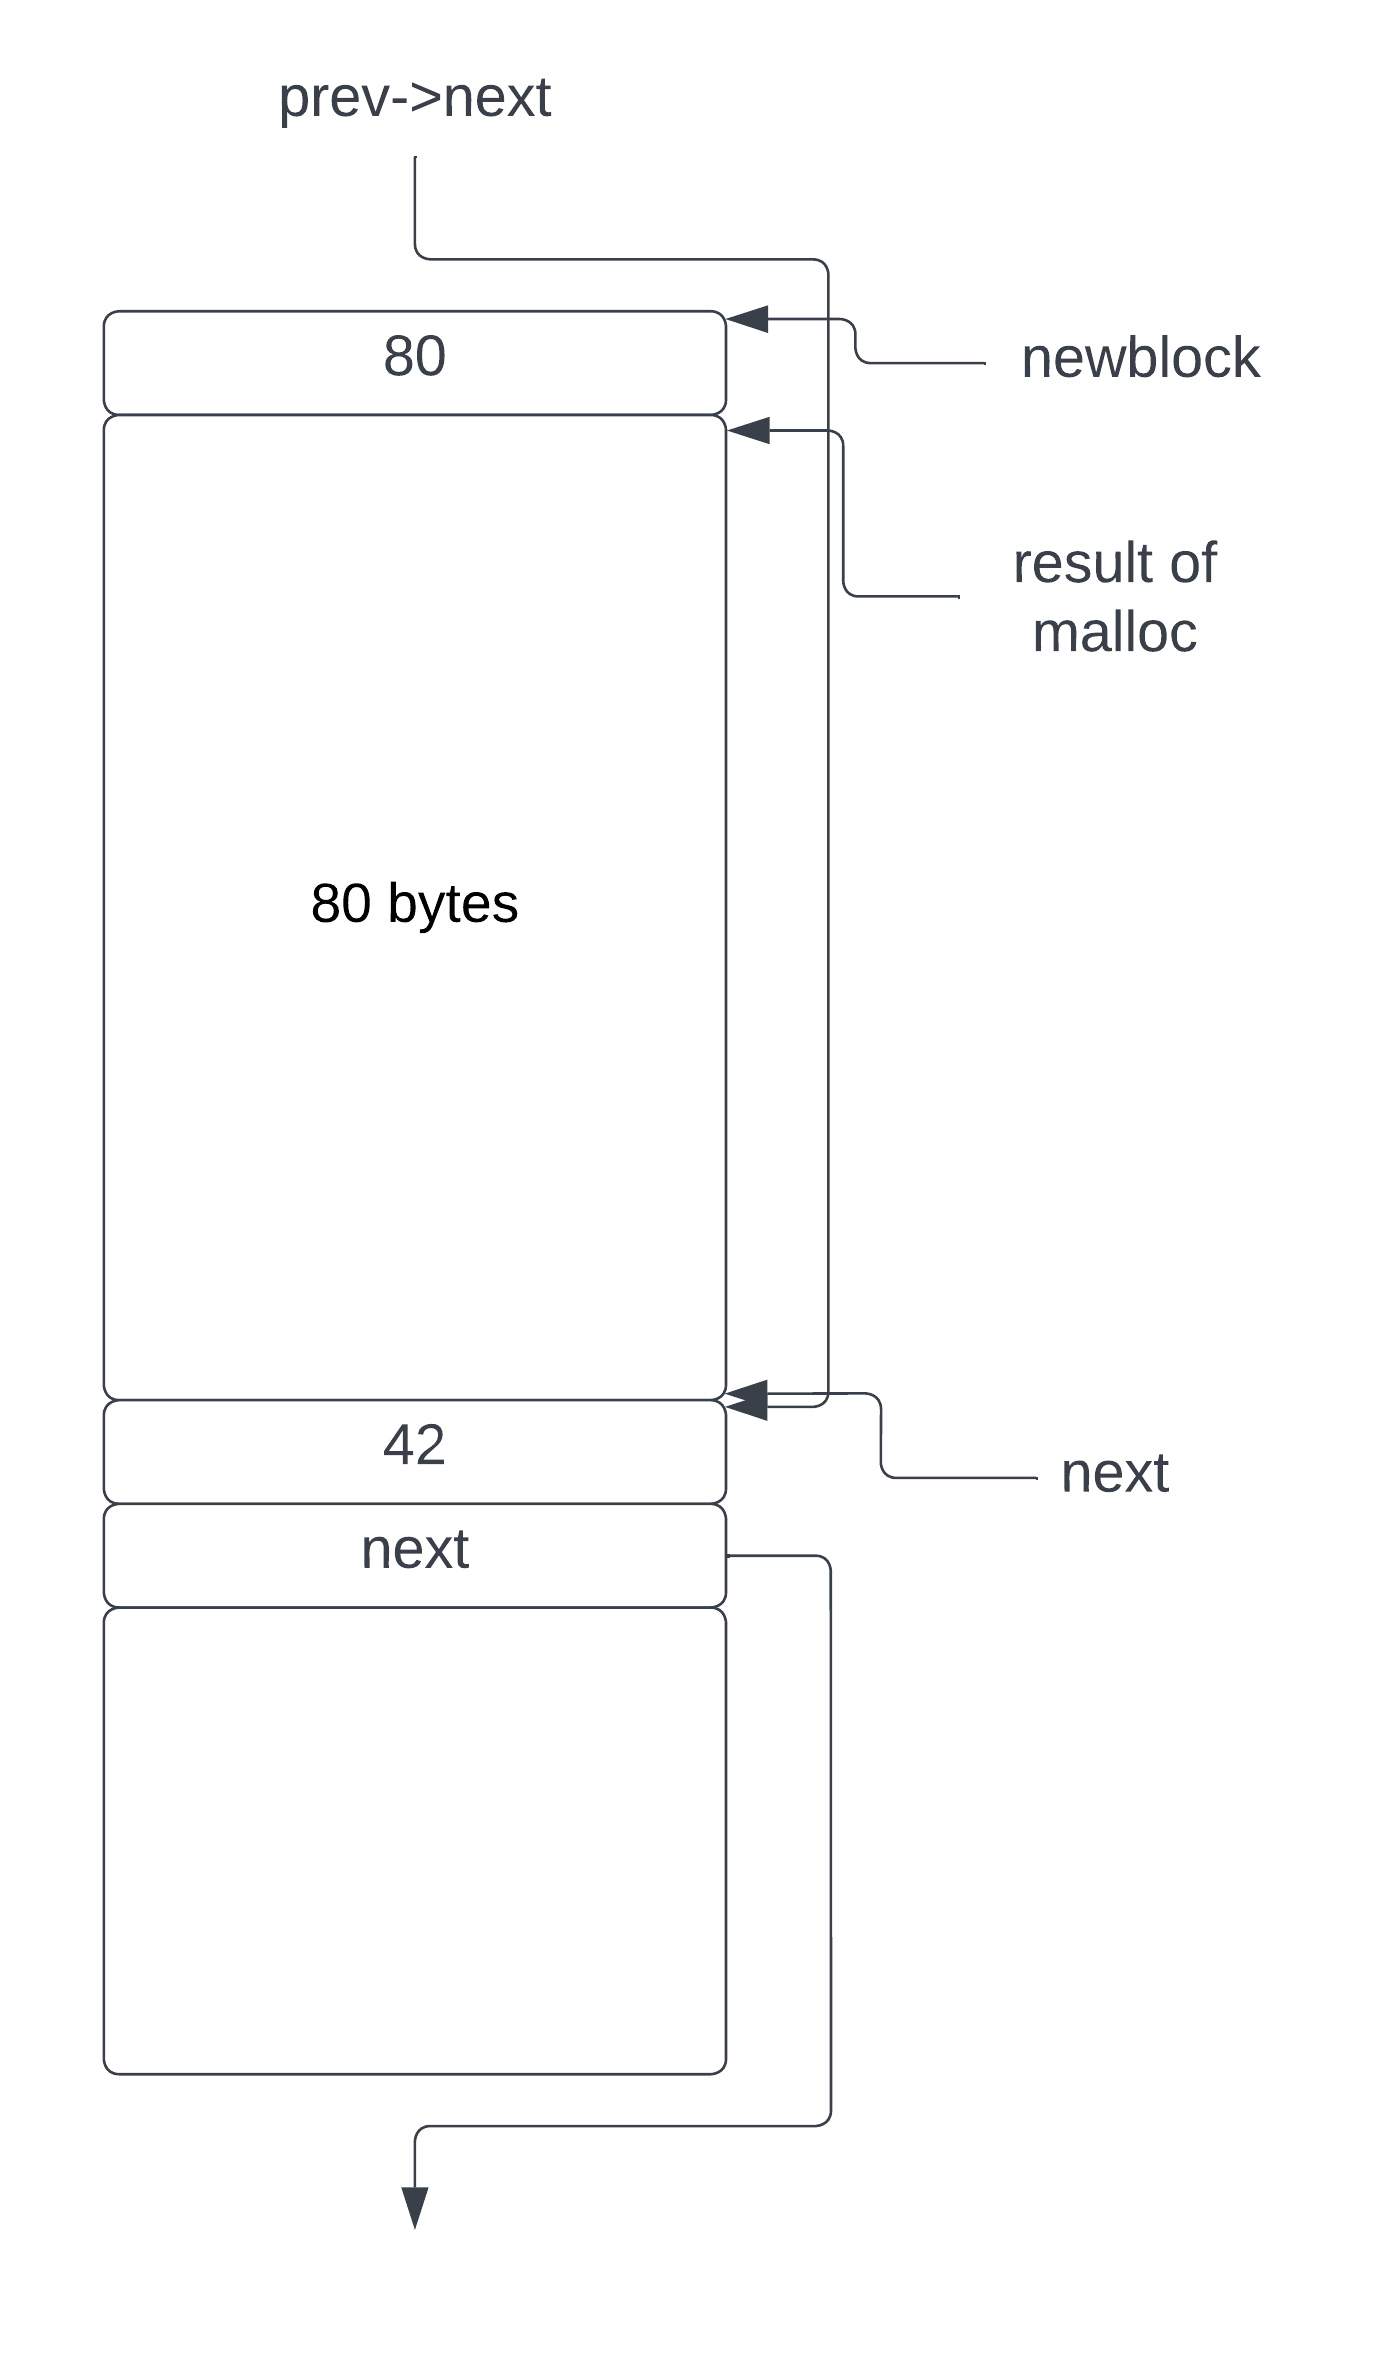 prev->next
80
newblock
result of
malloc
80 bytes
42
next
next